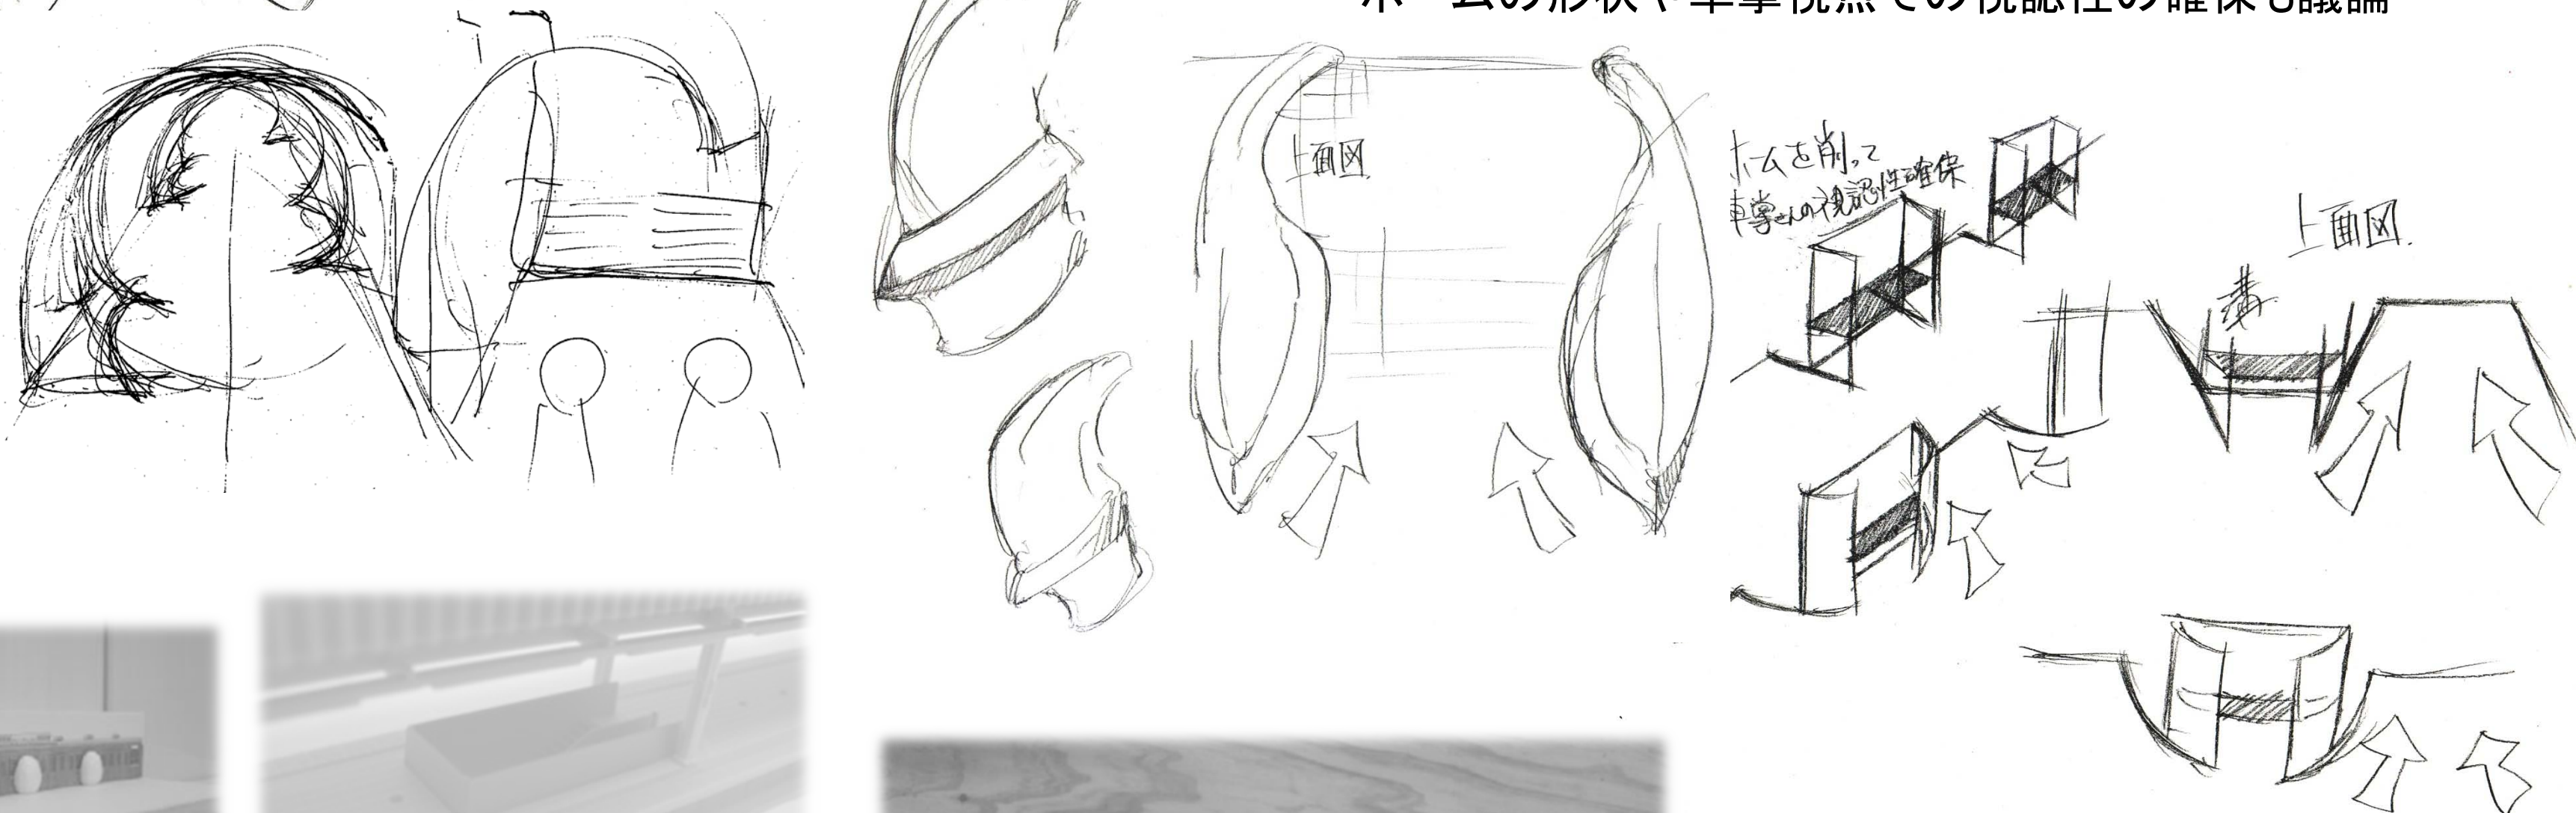 ホームの形状や車掌視点での視認性の確保も議論
上面図
ホームを削って
車掌さんの視認性確保
上面図
溝